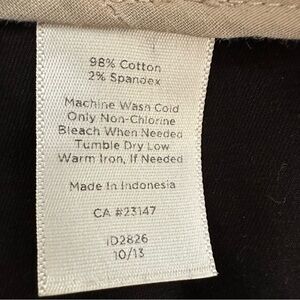 98% Cotton
2% Spandex
Machine Wash Cold
Only Non-Chlorine
Bleach When Needed
Tumble Dry Low
Warm Iron, If Needed
Made in Indonesia
CA #23147
ID2826
10/13